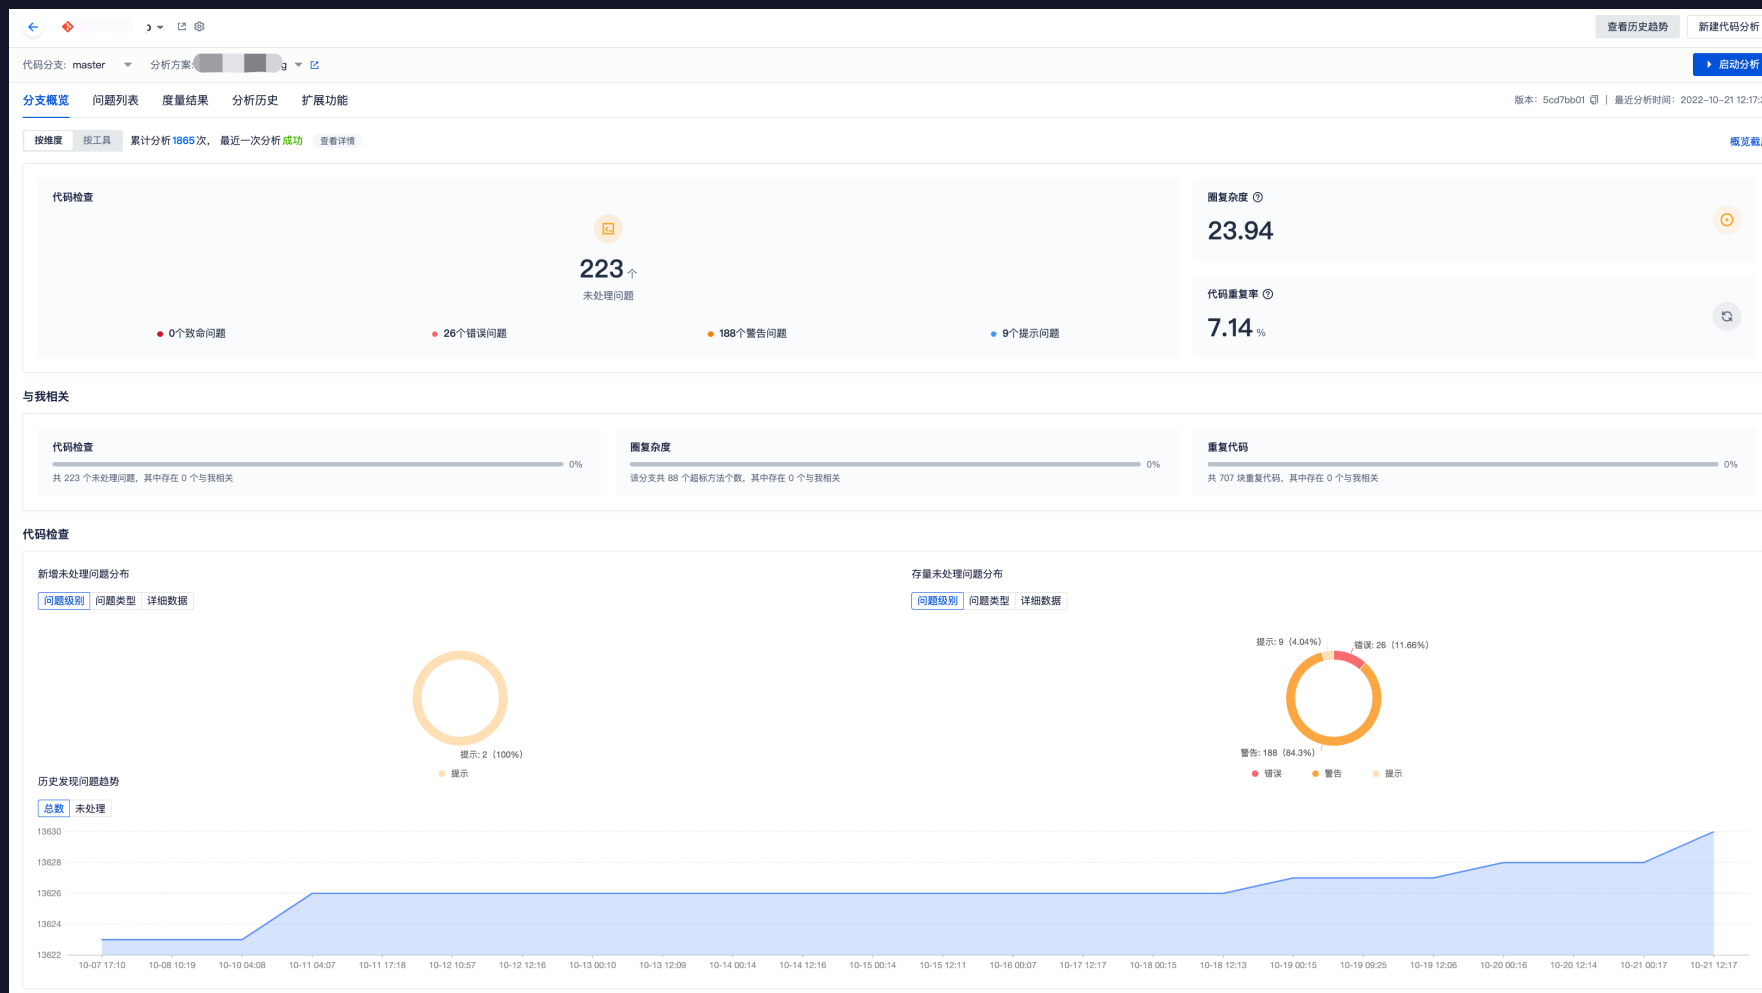 查看历史趋势 新建代码分析
代码分支: master 分析方案:
启动分析
分支概览 问题列表 度量结果 分析历史 扩展功能
版本: 5cd7bb01 | 最近分析时间: 2022-10-21 12:17:
按维度 按工具 累计分析1865次, 最近一次分析 成功 查看详情
概览截
代码检查
223 个
未处理问题
0个致命问题 26个错误问题 188个警告问题 9个提示问题
圈复杂度
23.94
代码重复率
7.14 %
与我相关
代码检查
0%
共 223 个未处理问题, 其中存在 0 个与我相关
圈复杂度
0%
该分支共 88 个超标方法个数, 其中存在 0 个与我相关
重复代码
0%
共 707 块重复代码, 其中存在 0 个与我相关
代码检查
新增未处理问题分布
问题级别 问题类型 详细数据
提示: 2 (100%)
提示
存量未处理问题分布
问题级别 问题类型 详细数据
提示: 9 (4.04%) 错误: 26 (11.66%)
警告: 188 (84.3%)
错误 警告 提示
历史发现问题趋势
总数 未处理
13630
13628
13626
13624
13622
10-07 17:10 10-08 10:19 10-10 04:08 10-11 04:07 10-11 17:18 10-12 10:57 10-12 12:16 10-13 00:10 10-13 12:09 10-14 00:14 10-14 12:16 10-15 00:14 10-15 12:11 10-16 00:07 10-17 12:17 10-18 00:15 10-18 12:13 10-19 00:15 10-19 09:25 10-19 12:06 10-20 00:16 10-20 12:14 10-21 00:17 10-21 12:17